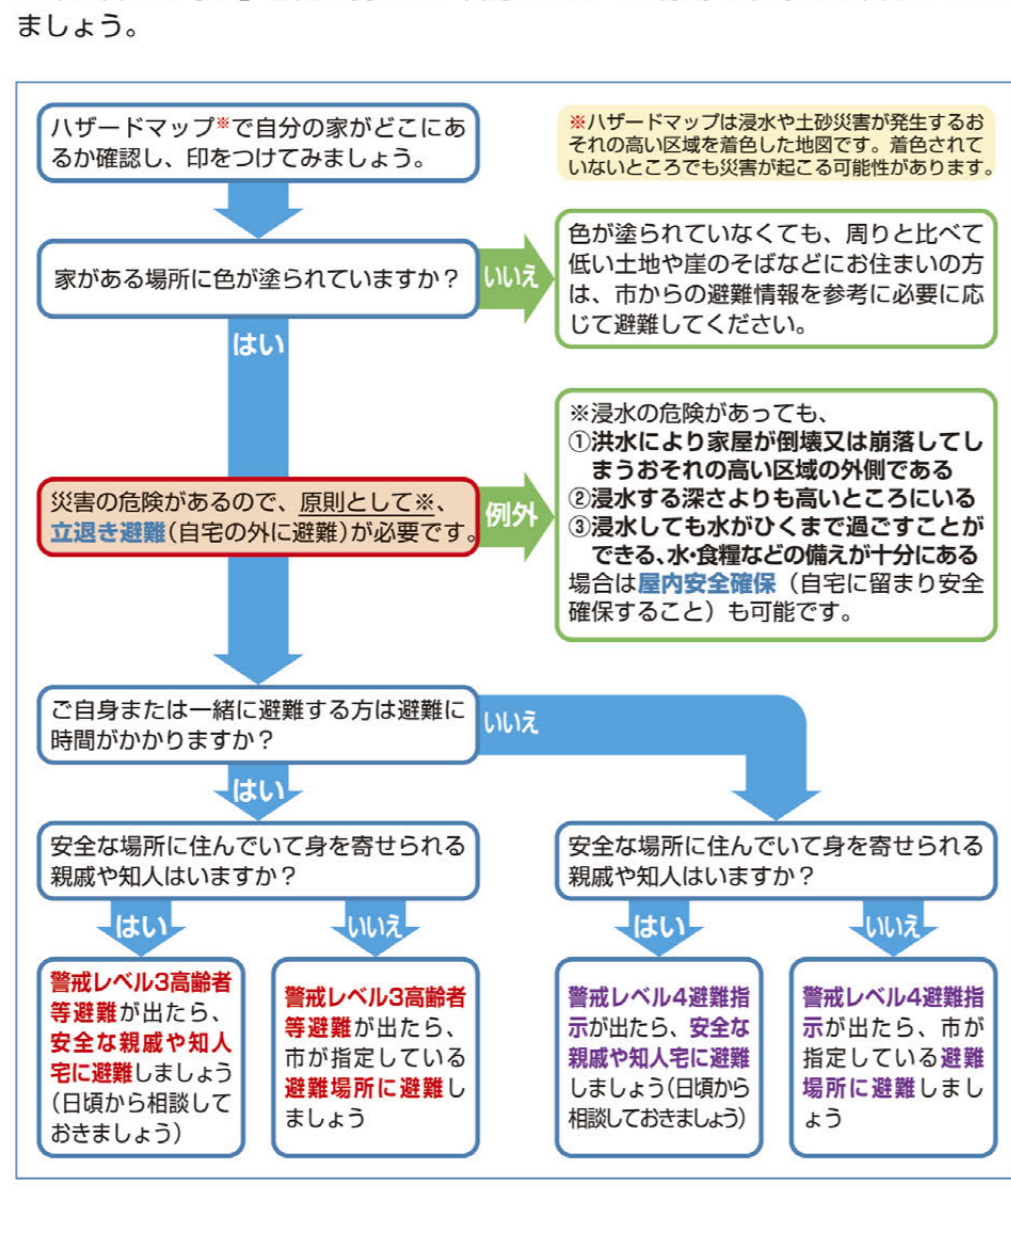 ましょう。
ハザードマップ※で自分の家がどこにあ
るか確認し、印をつけてみましょう。
※ハザードマップは浸水や土砂災害が発生するお
それの高い区域を着色した地図です。着色されて
いないところでも災害が起こる可能性があります。
家がある場所に色が塗られていますか？
いいえ
色が塗られていなくても、周りと比べて
低い土地や崖のそばなどにお住まいの方
は、市からの避難情報を参考に必要に応
じて避難してください。
はい
災害の危険があるので、原則として※、
立退き避難(自宅の外に避難)が必要です。
例外
※浸水の危険があっても、
①洪水により家屋が倒壊又は崩落してし
まうおそれの高い区域の外側である
②浸水する深さよりも高いところにいる
③浸水しても水がひくまで過ごすことが
できる、水・食糧などの備えが十分にある
場合は屋内安全確保（自宅に留まり安全
確保すること）も可能です。
ご自身または一緒に避難する方は避難に
時間がかかりますか？
いいえ
はい
安全な場所に住んでいて身を寄せられる
親戚や知人はいますか？
はい
いいえ
警戒レベル3高齢者
等避難が出たら、
安全な親戚や知人
宅に避難しましょう
(日頃から相談して
おきましょう)
警戒レベル3高齢者
等避難が出たら、
市が指定している
避難場所に避難し
ましょう
安全な場所に住んでいて身を寄せられる
親戚や知人はいますか？
はい
いいえ
警戒レベル4避難指
示が出たら、安全な
親戚や知人宅に避難
しましょう(日頃から
相談しておきましょう)
警戒レベル4避難指
示が出たら、市が
指定している避難
場所に避難しまし
ょう